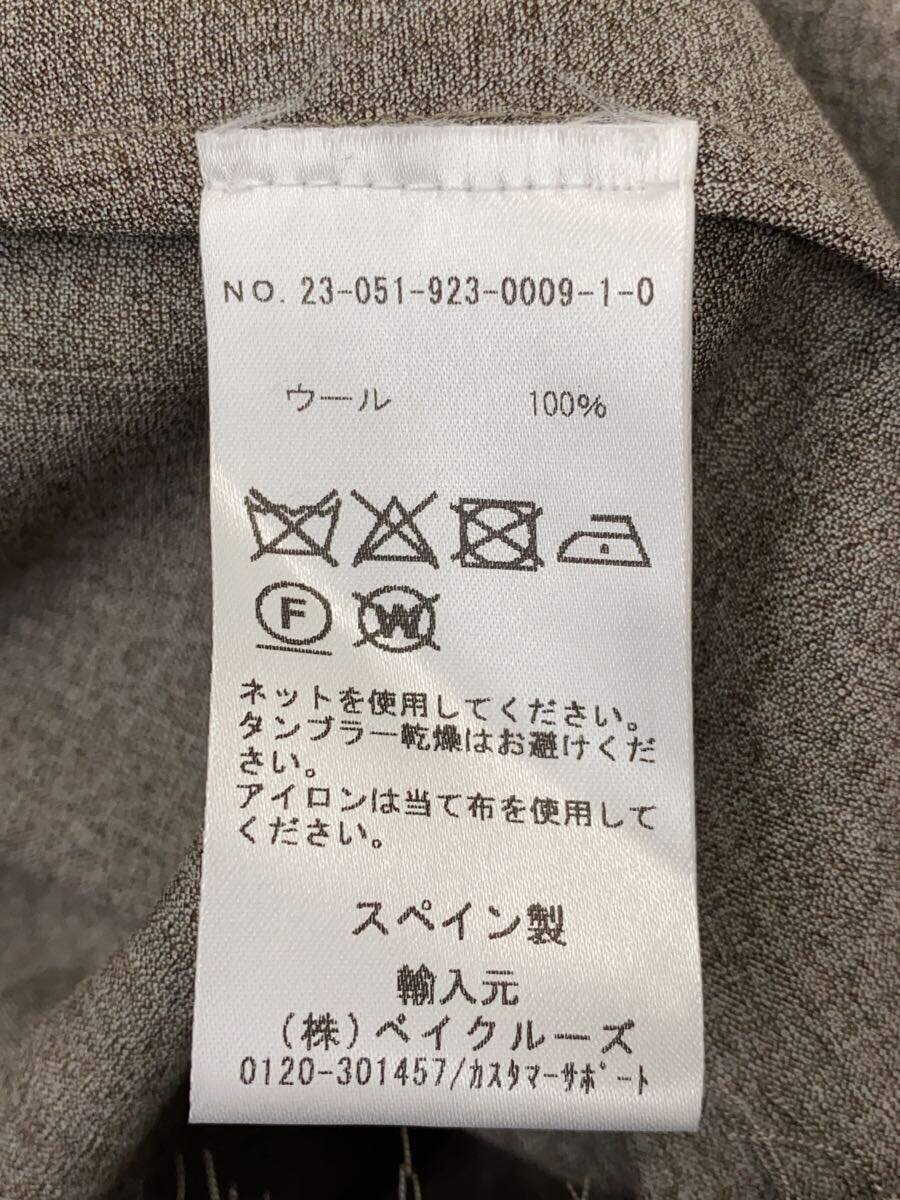 NO. 23-051-923-0009-1-0
ウール 100%
F W
ネットを使用してください。
タンブラー乾燥はお避けくだ
さい。
アイロンは当て布を使用して
ください。
スペイン製
輸入元
(株)ベイクルーズ
0120-301457/カスタマーサポート